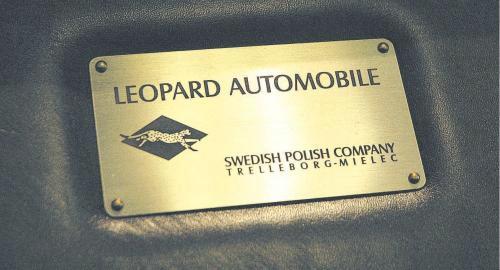 LEOPARD AUTOMOBILE
SWEDISH POLISH COMPANY
TRELLEBORG-MIELEC